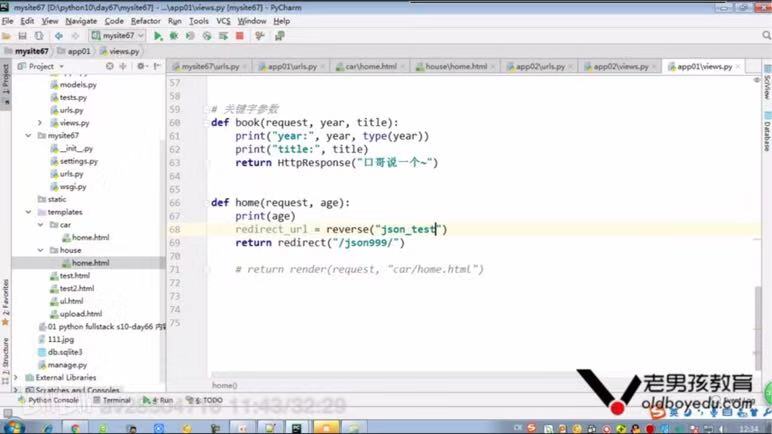 mysite67 [D:\python10\day67\mysite67] - ...\app01\views.py [mysite67] - PyCharm
File Edit View Navigate Code Refactor Run Tools VCS Window Help
mysite67
mysite67 app01 views.py
Project
mysite67\urls.py app01\urls.py car\home.html house\home.html app02\urls.py app02\views.py app01\views.py
models.py
tests.py
urls.py
views.py
mysite67
__init__.py
settings.py
urls.py
wsgi.py
static
templates
car
home.html
house
home.html
test.html
test2.html
ul.html
upload.html
01 python fullstack s10-day66 内
111.jpg
db.sqlite3
manage.py
External Libraries
Scratches and Consoles
1: Project
2: Favorites
7: Structure
SciView
Database
57
58
59 # 关键字参数
60 def book(request, year, title):
61 print("year:", year, type(year))
62 print("title:", title)
63 return HttpResponse("口哥说一个~")
64
65
66 def home(request, age):
67 print(age)
68 redirect_url = reverse("json_test")
69 return redirect("/json999/")
70
71 # return render(request, "car/home.html")
72
73
74
75
home()
Python Console Terminal 4: Run 6: TODO
11:43/32:29
老男孩教育
oldboyedu.com
12:34